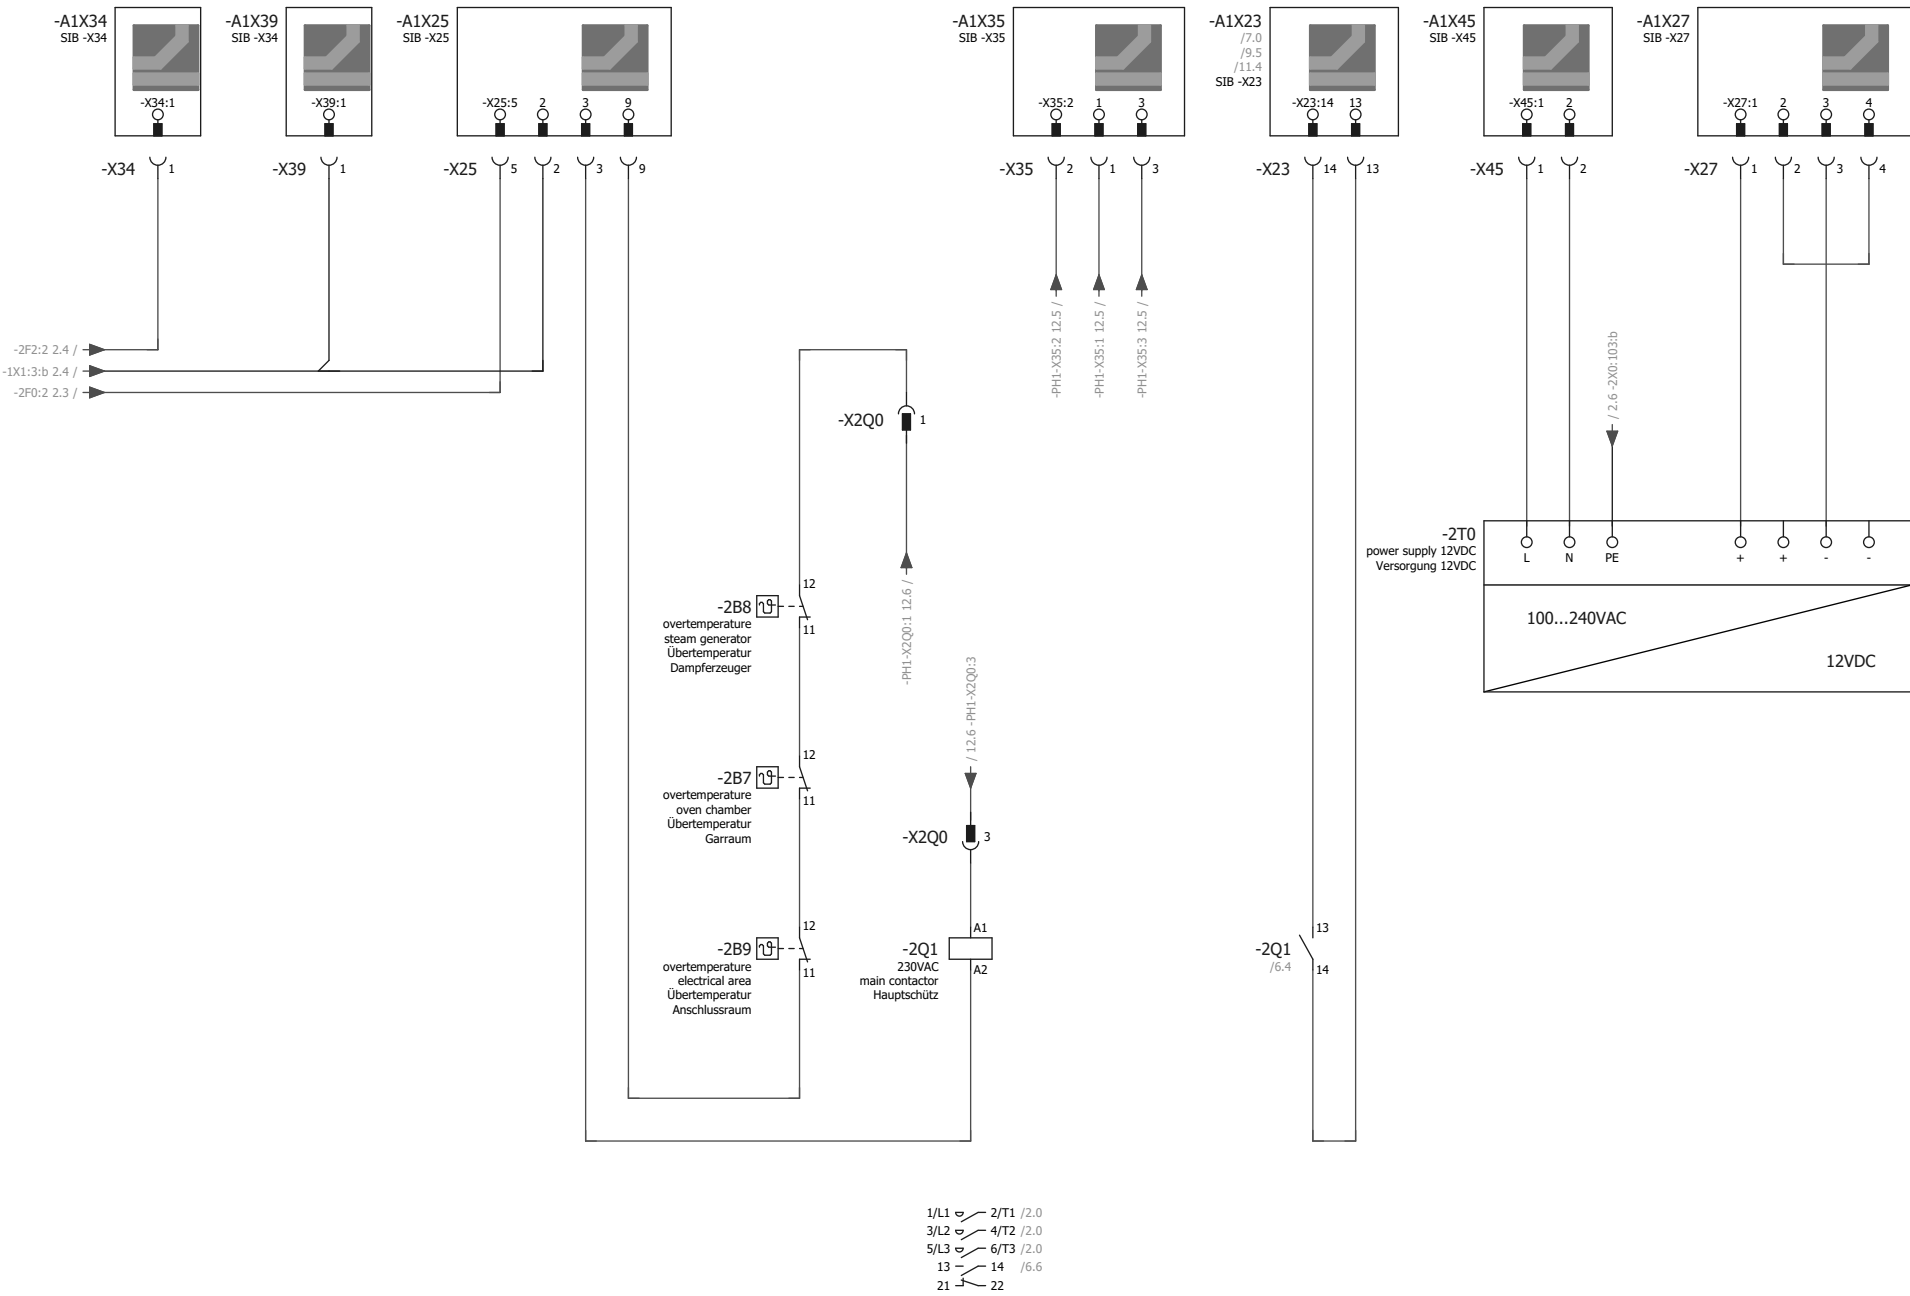 -A1X34
SIB -X34
-X34:1
-X34 1
-A1X39
SIB -X34
-X39:1
-X39 1
-A1X25
SIB -X25
-X25:5 2 3 9
-X25 5 2 3 9
-A1X35
SIB -X35
-X35:2 1 3
-X35 2 1 3
-A1X23
/7.0
/9.5
/11.4
SIB -X23
-X23:14 13
-X23 14 13
-A1X45
SIB -X45
-X45:1 2
-X45 1 2
-A1X27
SIB -X27
-X27:1 2 3 4
-X27 1 2 3 4
-2F2:2 2.4 /
-1X1:3:b 2.4 /
-2F0:2 2.3 /
-PH1-X35:2 12.5 /
-PH1-X35:1 12.5 /
-PH1-X35:3 12.5 /
/ 2.6 -2X0:103:b
-X2Q0 1
-PH1-X2Q0:1 12.6 /
/ 12.6 -PH1-X2Q0:3
-X2Q0 3
-2T0
power supply 12VDC
Versorgung 12VDC
L N PE + + - -
100...240VAC
12VDC
12
-2B8
11
overtemperature
steam generator
Übertemperatur
Dampferzeuger
12
-2B7
11
overtemperature
oven chamber
Übertemperatur
Garraum
12
-2B9
11
overtemperature
electrical area
Übertemperatur
Anschlussraum
A1
-2Q1
A2
230VAC
main contactor
Hauptschütz
13
-2Q1
/6.4
14
1/L1 2/T1 /2.0
3/L2 4/T2 /2.0
5/L3 6/T3 /2.0
13 14 /6.6
21 22